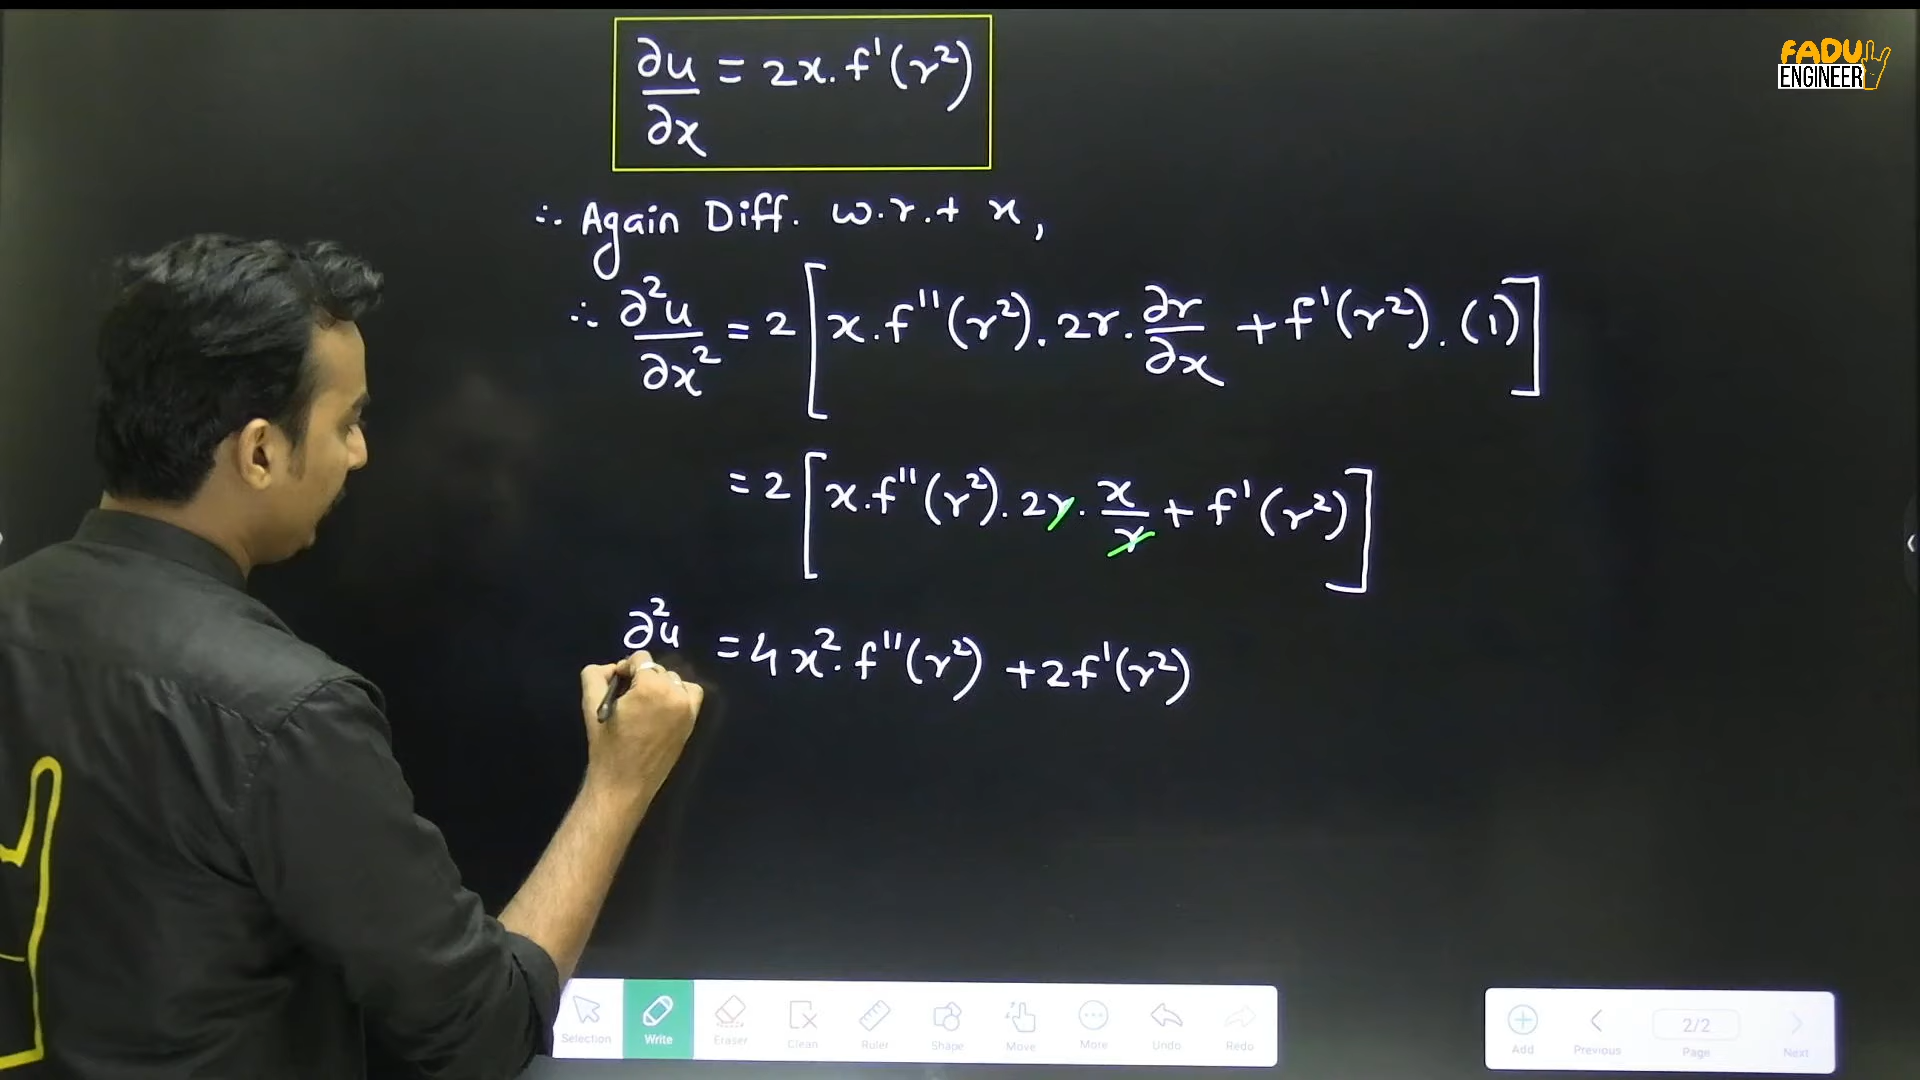 FADU
ENGINEER
∂u/∂x = 2x. f'(r²)
∴ Again Diff. w.r.t x,
∴ ∂²u/∂x² = 2 [x. f''(r²). 2r. ∂r/∂x + f'(r²). (1)]
= 2 [x. f''(r²). 2r. x/r + f'(r²)]
∂²u = 4x². f''(r²) + 2f'(r²)
Selection Write Eraser Clean Ruler Shape Move More Undo Redo
Add Previous 2/2 Page Next